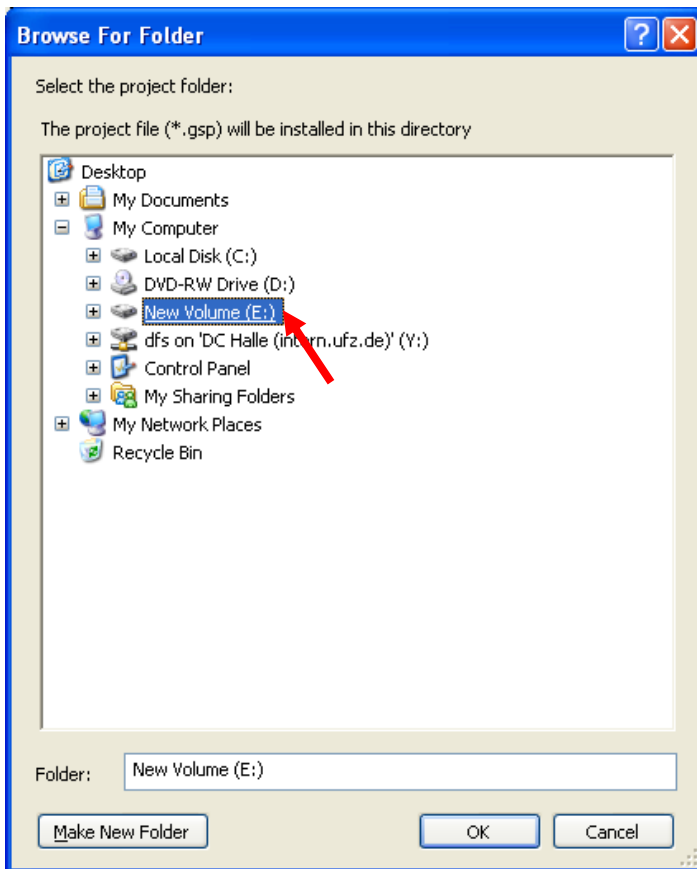 Browse For Folder
Select the project folder:
The project file (*.gsp) will be installed in this directory
Desktop
My Documents
My Computer
Local Disk (C:)
DVD-RW Drive (D:)
New Volume (E:)
dfs on 'DC Halle (intern.ufz.de)' (Y:)
Control Panel
My Sharing Folders
My Network Places
Recycle Bin
Folder: New Volume (E:)
Make New Folder OK Cancel